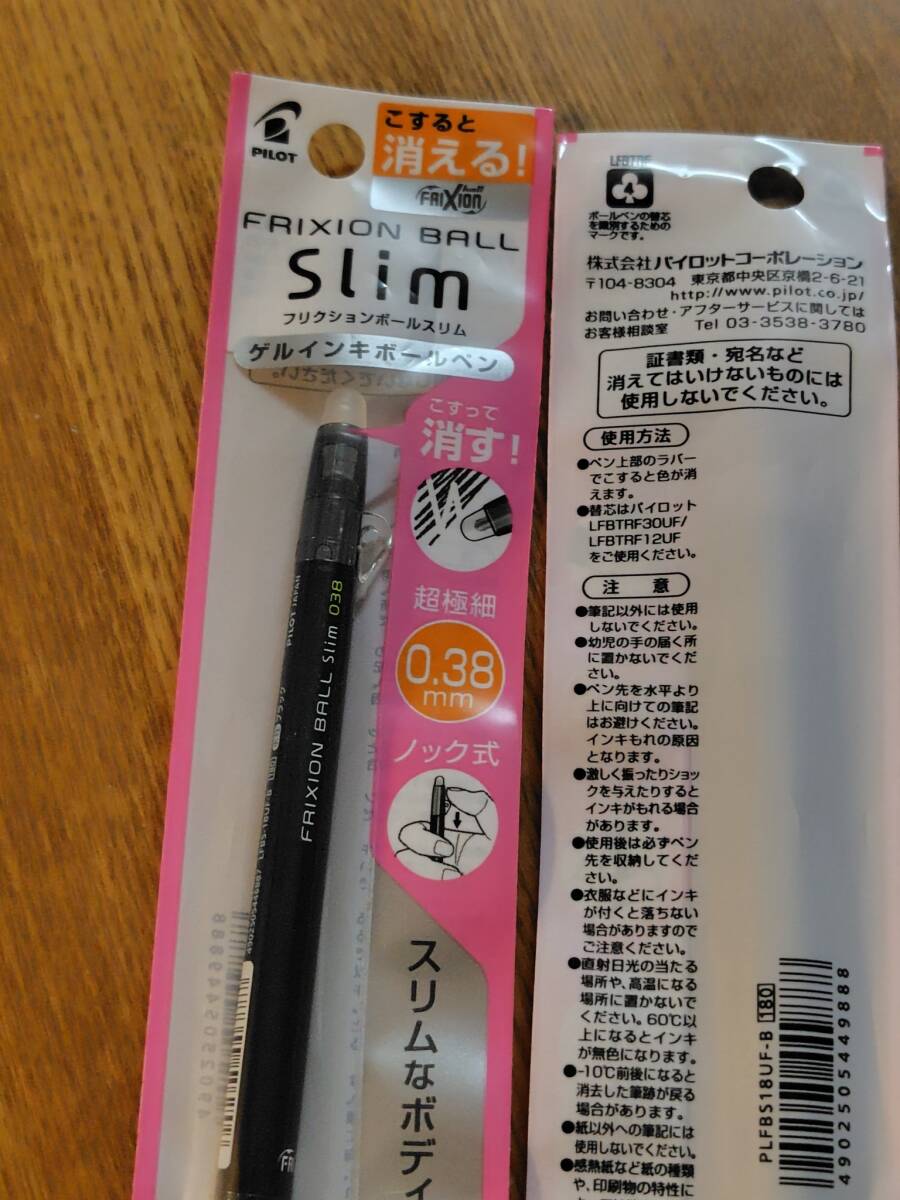 PILOT
こすると
消える!
FRIXION ball
FRIXION BALL
Slim
フリクションボールスリム
ゲルインキボールペン
こすって
消す!
超極細
0.38
mm
ノック式
スリムなボディ
FRIXION BALL Slim 038
PILOT JAPAN
ブラック
4902505449888
LFBTRF
4
ボールペンの替芯
を識別するための
マークです。
株式会社パイロットコーポレーション
〒104-8304 東京都中央区京橋2-6-21
http://www.pilot.co.jp/
お問い合わせ・アフターサービスに関しては
お客様相談室 Tel 03-3538-3780
証書類・宛名など
消えてはいけないものには
使用しないでください。
使用方法
●ペン上部のラバー
でこすると色が消
えます。
●替芯はパイロット
LFBTRF30UF/
LFBTRF12UF
をご使用ください。
注 意
●筆記以外には使用
しないでください。
●幼児の手の届く所
に置かないでくだ
さい。
●ペン先を水平より
上に向けての筆記
はお避けください。
インキもれの原因
となります。
●激しく振ったりショッ
クを与えたりすると
インキがもれる場合
があります。
●使用後は必ずペン
先を収納してくだ
さい。
●衣服などにインキ
が付くと落ちない
場合がありますので
ご注意ください。
●直射日光の当たる
場所や、高温になる
場所に置かないで
ください。60℃以
上になるとインキ
が無色になります。
●-10℃前後になると
消去した筆跡が戻る
場合があります。
●紙以外への筆記には
使用しないでください。
●感熱紙など紙の種類
や、印刷物の特性に
PLFBS18UF-B 180
4902505449888